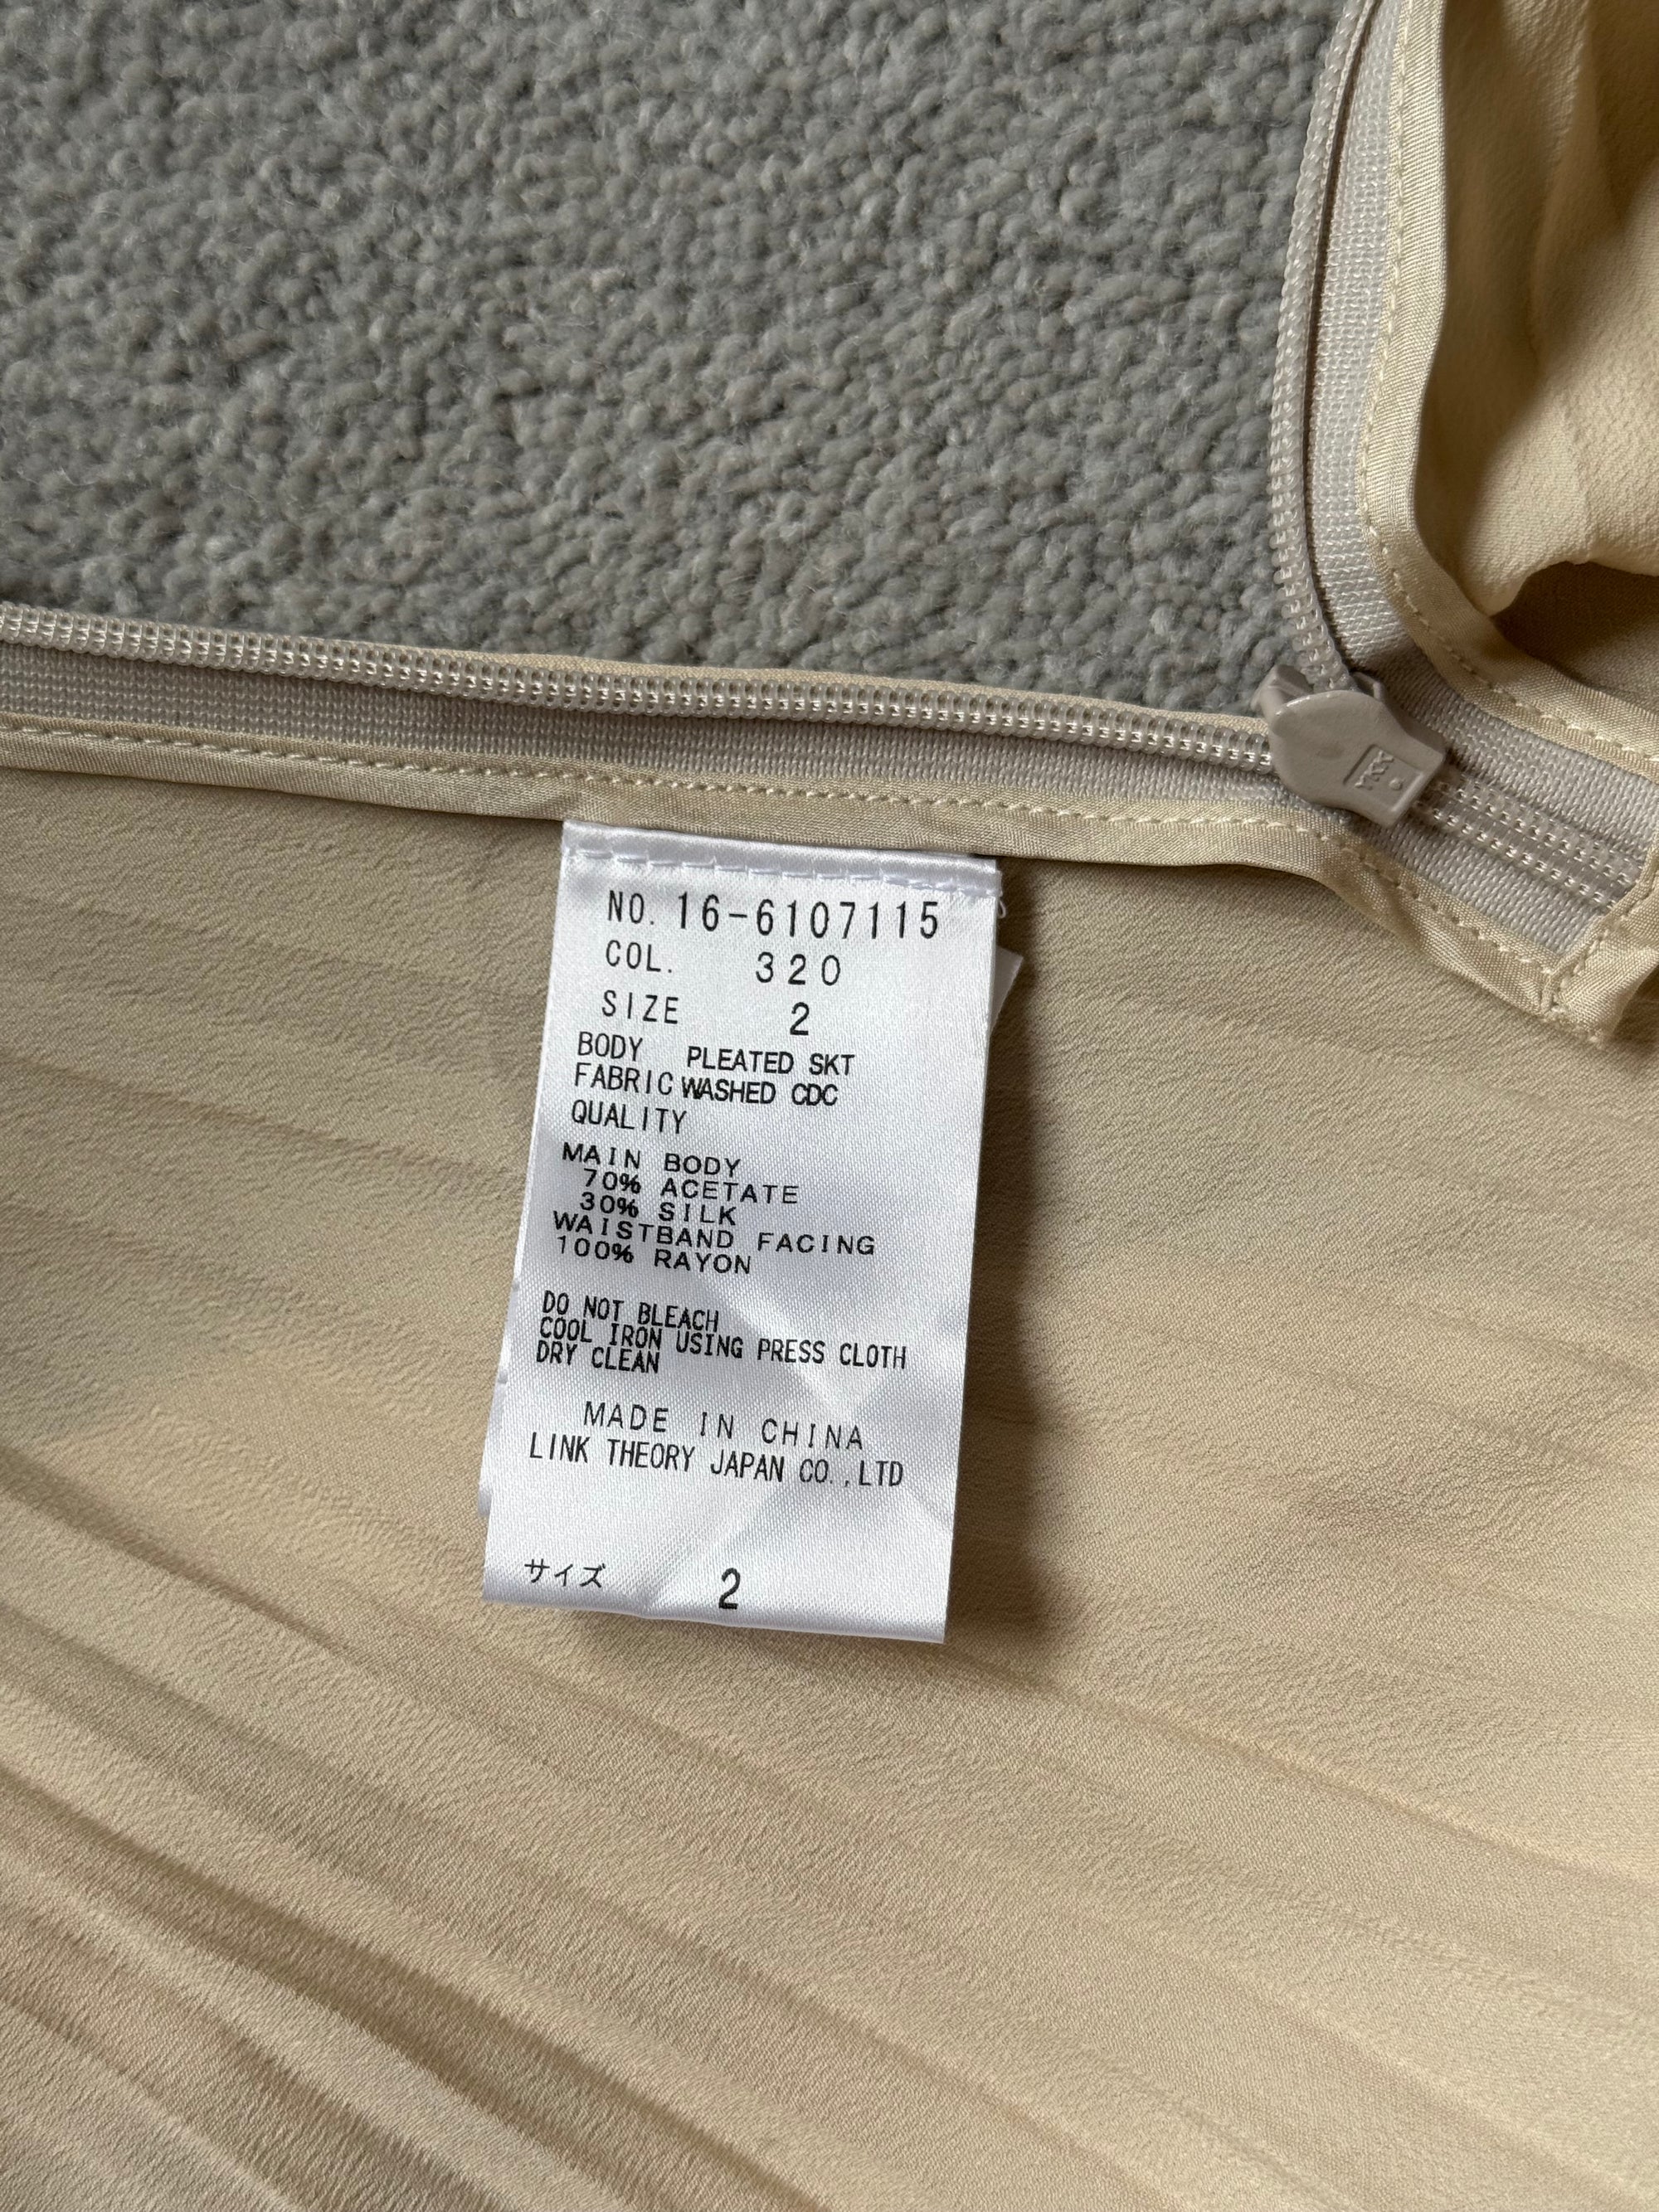 YKK
NO. 16-6107115
COL. 320
SIZE 2
BODY PLEATED SKT
FABRIC WASHED CDC
QUALITY
MAIN BODY
70% ACETATE
30% SILK
WAISTBAND FACING
100% RAYON
DO NOT BLEACH
COOL IRON USING PRESS CLOTH
DRY CLEAN
MADE IN CHINA
LINK THEORY JAPAN CO.,LTD
サイズ 2